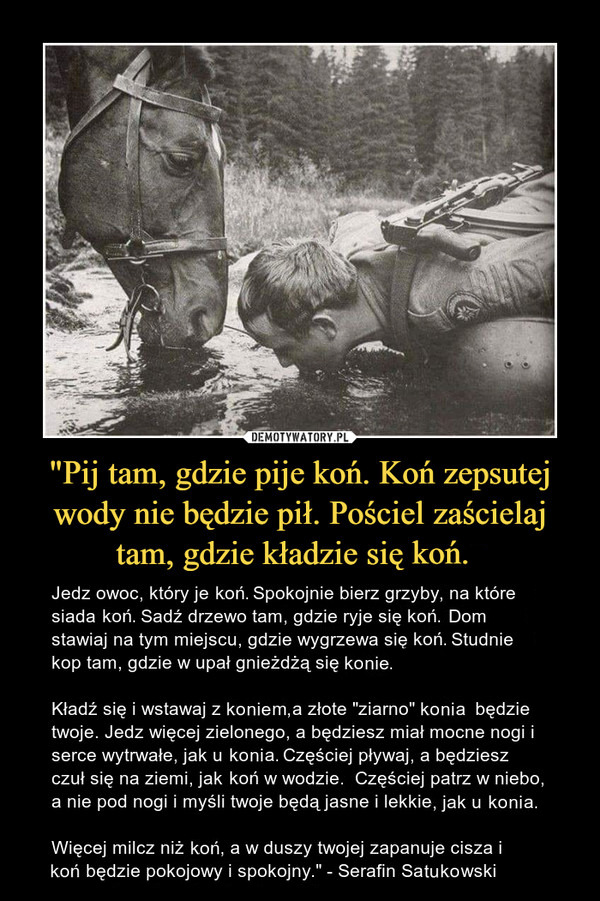 DEMOTYWATORY.PL
"Pij tam, gdzie pije koń. Koń zepsutej
wody nie będzie pił. Pościel zaścielaj
tam, gdzie kładzie się koń.
Jedz owoc, który je koń. Spokojnie bierz grzyby, na które
siada koń. Sadź drzewo tam, gdzie ryje się koń. Dom
stawiaj na tym miejscu, gdzie wygrzewa się koń. Studnie
kop tam, gdzie w upał gnieżdżą się konie.
Kładź się i wstawaj z koniem,a złote "ziarno" konia będzie
twoje. Jedz więcej zielonego, a będziesz miał mocne nogi i
serce wytrwałe, jak u konia. Częściej pływaj, a będziesz
czuł się na ziemi, jak koń w wodzie. Częściej patrz w niebo,
a nie pod nogi i myśli twoje będą jasne i lekkie, jak u konia.
Więcej milcz niż koń, a w duszy twojej zapanuje cisza i
koń będzie pokojowy i spokojny." - Serafin Satukowski